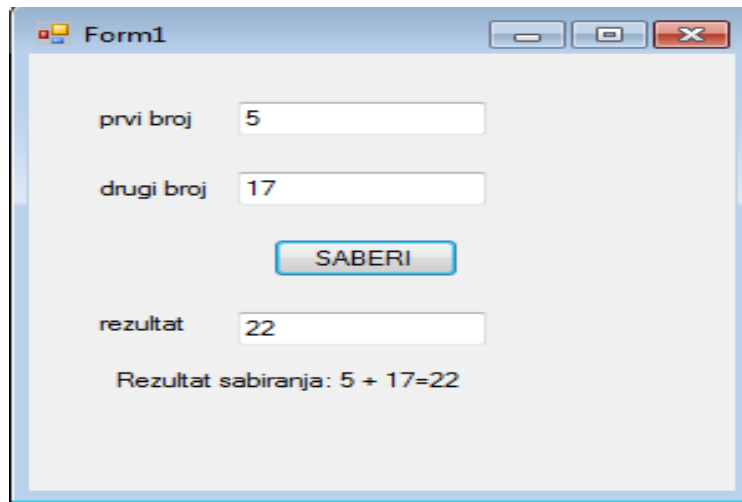 Form1
prvi broj 5
drugi broj 17
SABERI
rezultat 22
Rezultat sabiranja: 5 + 17=22